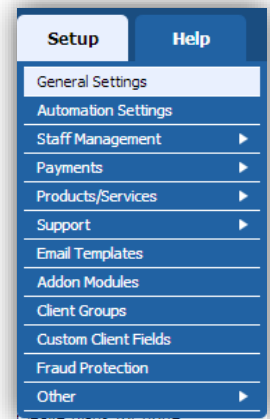 Setup Help
General Settings
Automation Settings
Staff Management
Payments
Products/Services
Support
Email Templates
Addon Modules
Client Groups
Custom Client Fields
Fraud Protection
Other